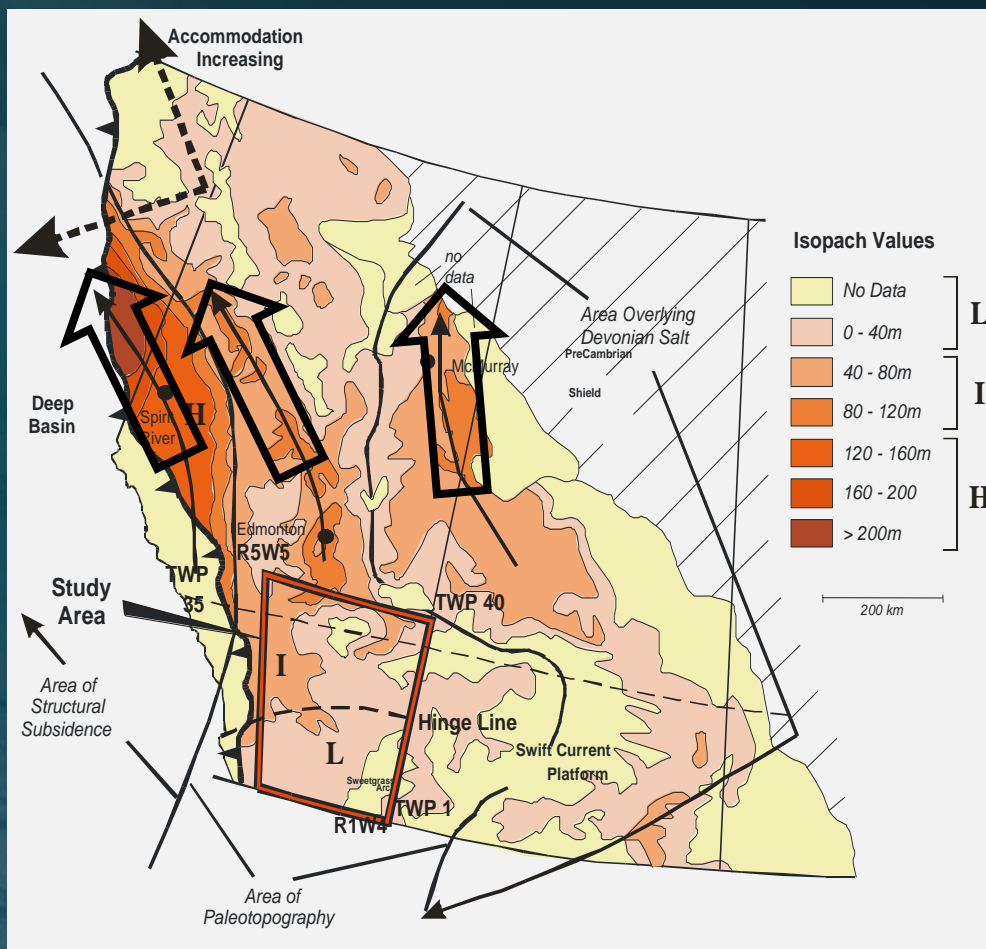 Accommodation
Increasing
no
data
Area Overlying
Devonian Salt
PreCambrian
Shield
McMurray
Deep
Basin
Spirit
River
H
Edmonton
R5W5
TWP
35
Study
Area
TWP 40
I
Area of
Structural
Subsidence
Hinge Line
L
Swift Current
Platform
Sweetgrass
Arc
TWP 1
R1W4
Area of
Paleotopography
Isopach Values
No Data
0 - 40m
40 - 80m
80 - 120m
120 - 160m
160 - 200
> 200m
L
I
H
200 km